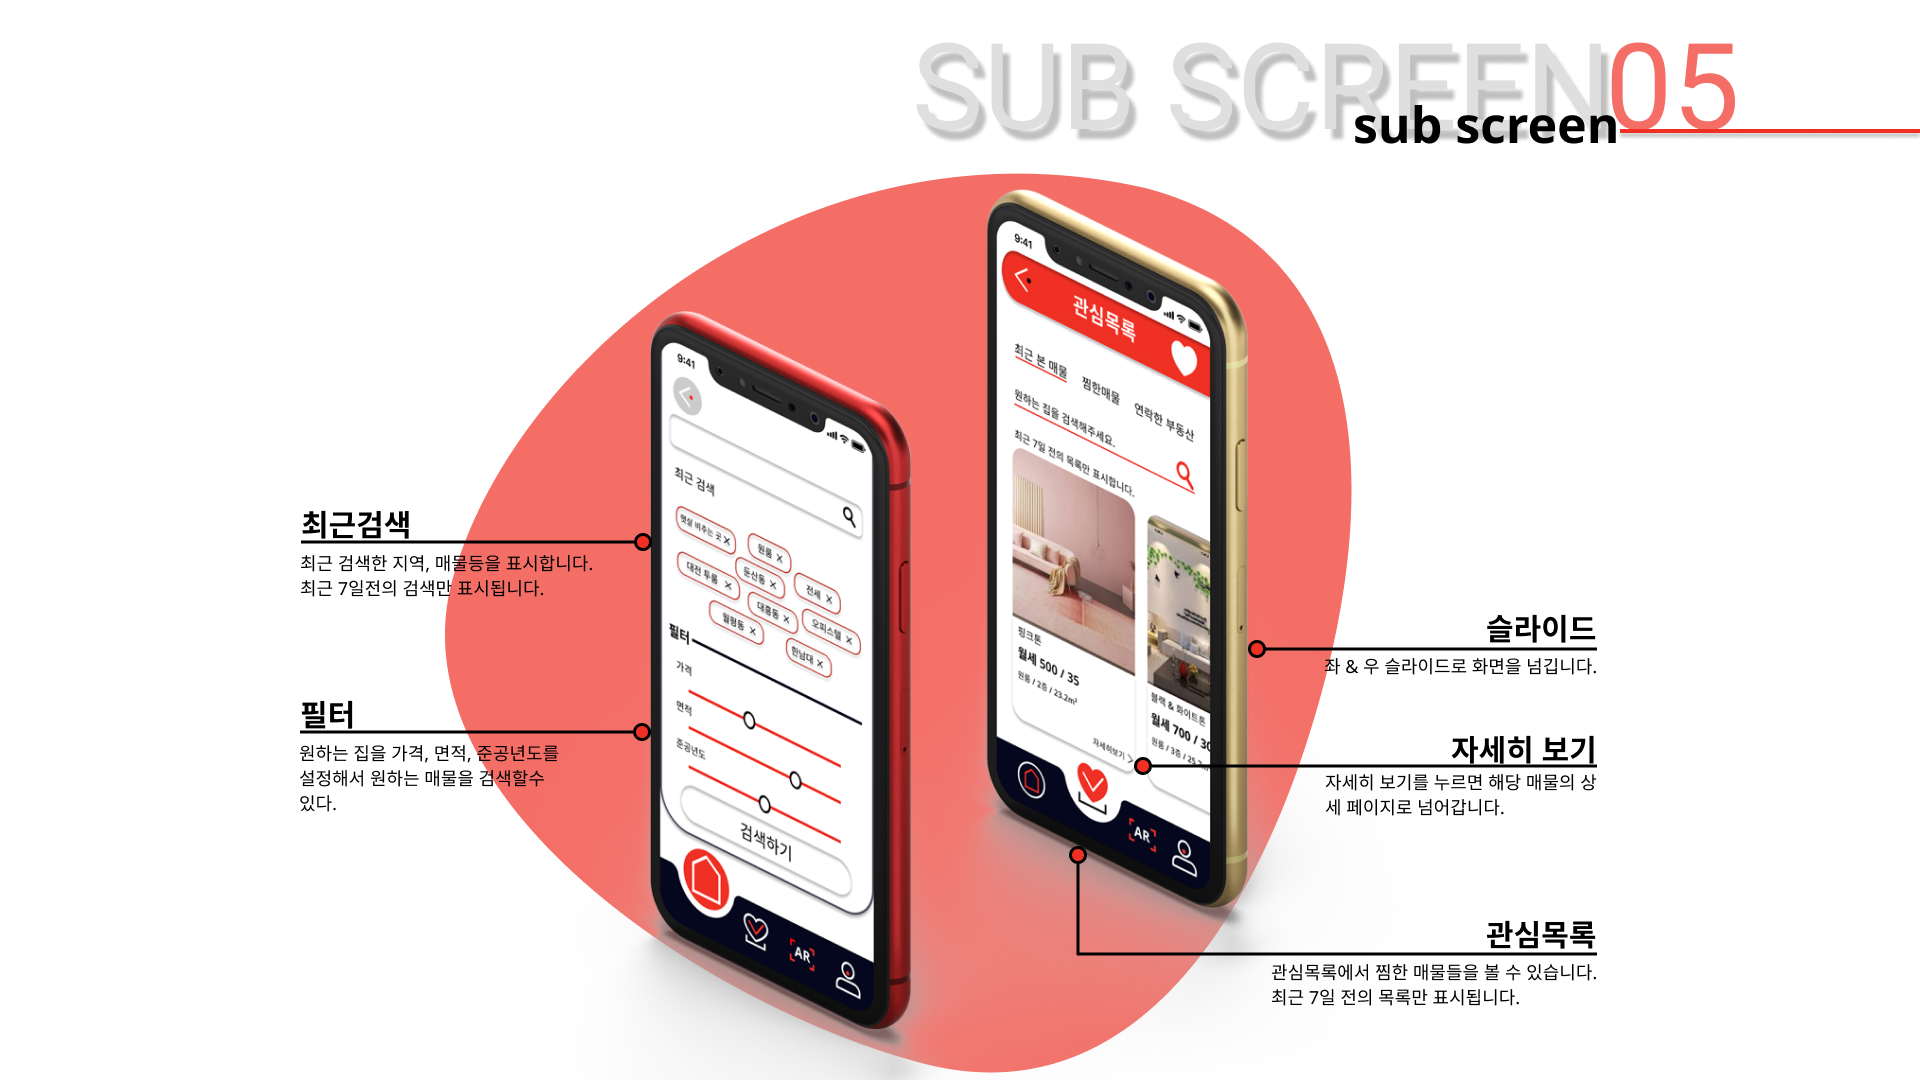 SUB SCREEN05
sub screen
최근검색
최근 검색한 지역, 매물등을 표시합니다.
최근 7일전의 검색만 표시됩니다.
필터
원하는 집을 가격, 면적, 준공년도를
설정해서 원하는 매물을 검색할수
있다.
9:41
최근 검색
햇살 비추는 곳 X
원룸 X
대전 투룸 X
둔산동 X
전세 X
월평동 X
대흥동 X
오피스텔 X
한남대 X
필터
가격
면적
준공년도
검색하기
AR
9:41
관심목록
최근 본 매물 찜한매물 연락한 부동산
원하는 집을 검색해주세요.
최근 7일 전의 목록만 표시합니다.
핑크톤
월세 500 / 35
원룸 / 2층 / 23.2m²
자세히보기 >
블랙 & 화이트톤
월세 700 / 30
원룸 / 3층 / 25.
AR
슬라이드
좌 & 우 슬라이드로 화면을 넘깁니다.
자세히 보기
자세히 보기를 누르면 해당 매물의 상
세 페이지로 넘어갑니다.
관심목록
관심목록에서 찜한 매물들을 볼 수 있습니다.
최근 7일 전의 목록만 표시됩니다.